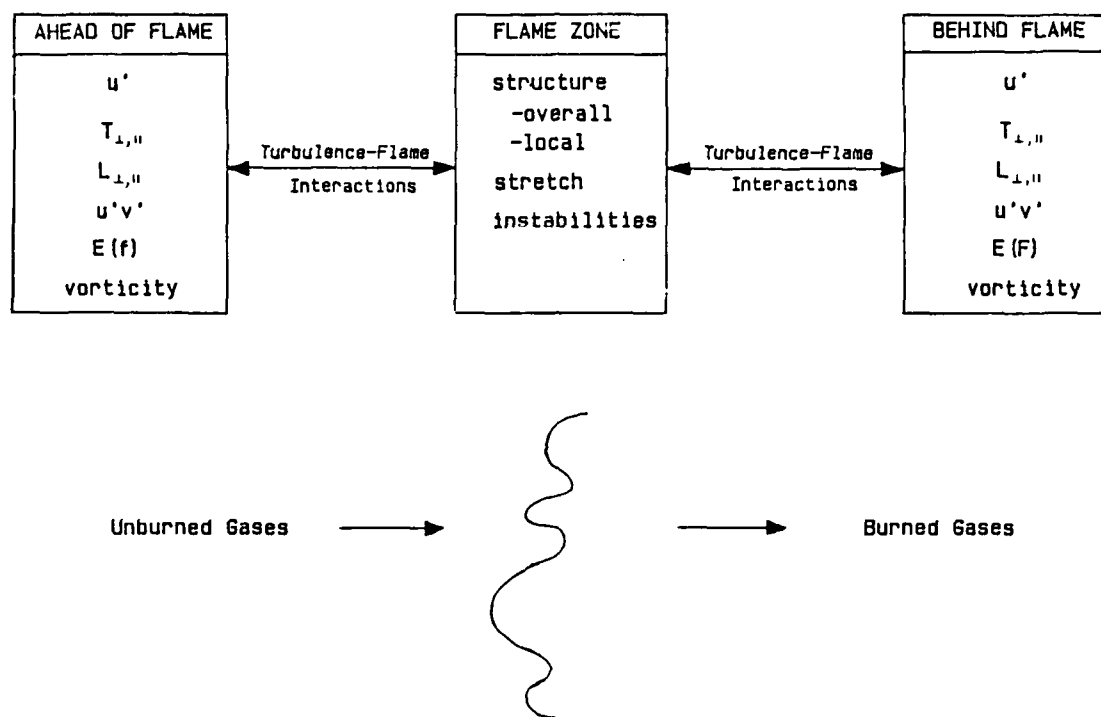 AHEAD OF FLAME
u'
T⊥,∥
L⊥,∥
u'v'
E(f)
vorticity
Turbulence-Flame
Interactions
FLAME ZONE
structure
-overall
-local
stretch
instabilities
Turbulence-Flame
Interactions
BEHIND FLAME
u'
T⊥,∥
L⊥,∥
u'v'
E(F)
vorticity
Unburned Gases
Burned Gases